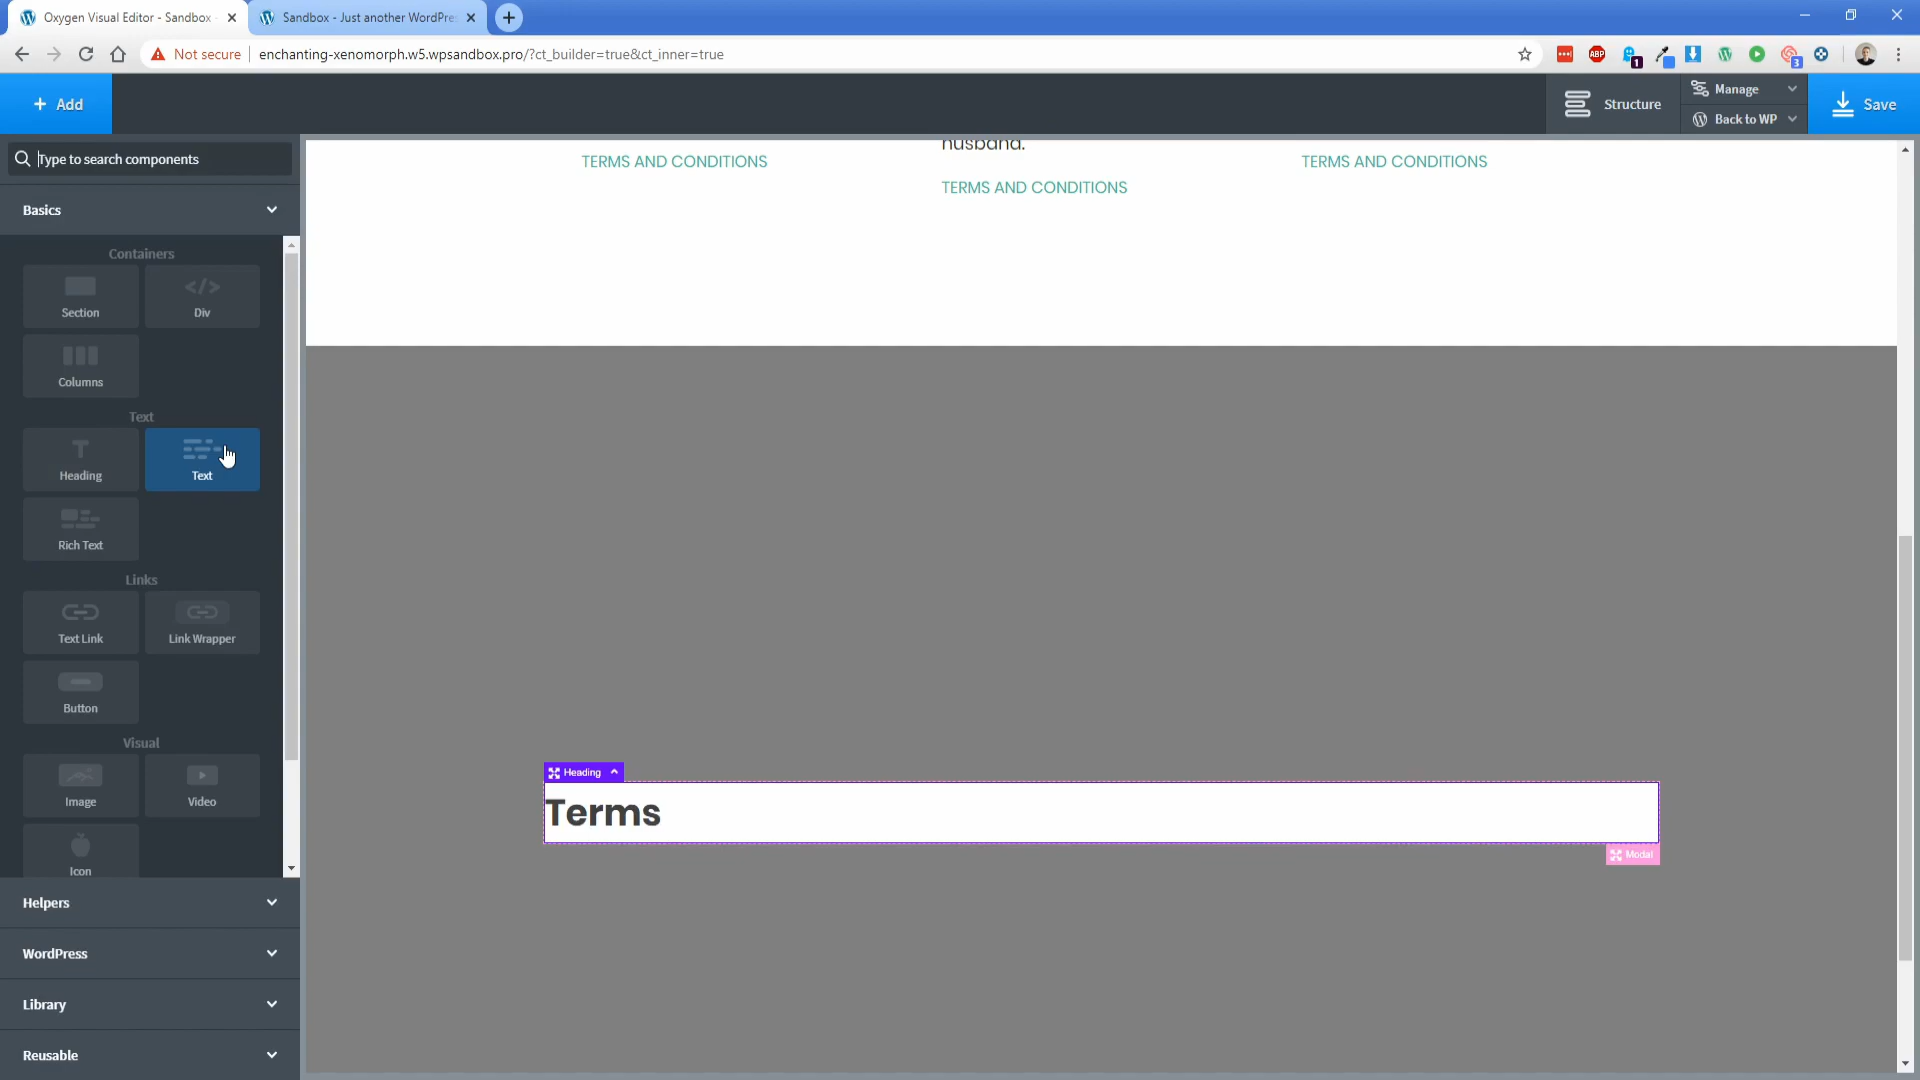 Oxygen Visual Editor - Sandbox
Sandbox - Just another WordPre
Not secure
enchanting-xenomorph.w5.wpsandbox.pro/?ct_builder=true&ct_inner=true
ABP
1
3
+ Add
Structure
Manage
Back to WP
Save
Type to search components
Basics
Containers
Section
Div
Columns
Text
Heading
Text
Rich Text
Links
Text Link
Link Wrapper
Button
Visual
Image
Video
Icon
Helpers
WordPress
Library
Reusable
husband.
TERMS AND CONDITIONS
TERMS AND CONDITIONS
TERMS AND CONDITIONS
Heading
Terms
Modal